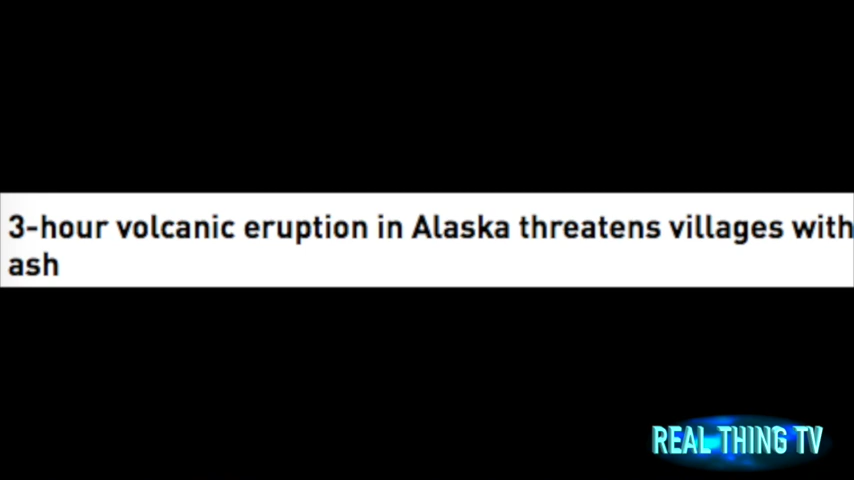 3-hour volcanic eruption in Alaska threatens villages with
ash
REAL THING TV